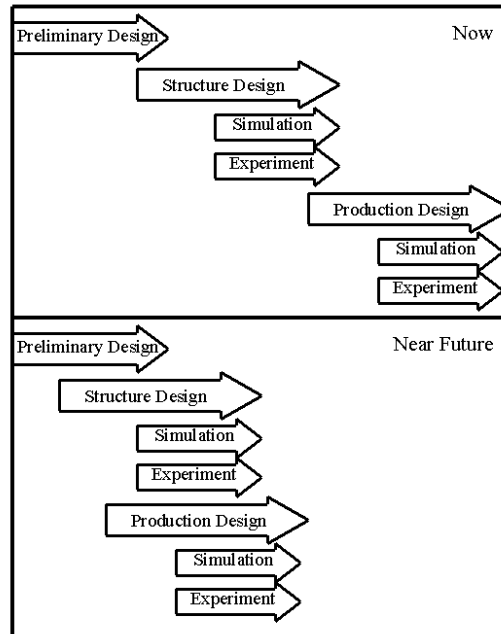 Preliminary Design
Now
Structure Design
Simulation
Experiment
Production Design
Simulation
Experiment
Preliminary Design
Near Future
Structure Design
Simulation
Experiment
Production Design
Simulation
Experiment